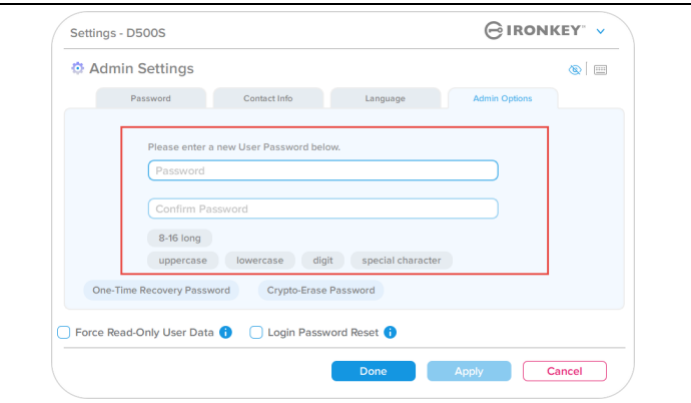 Settings - D500S
IRONKEY™
Admin Settings
Password Contact Info Language Admin Options
Please enter a new User Password below.
Password
Confirm Password
8-16 long
uppercase lowercase digit special character
One-Time Recovery Password Crypto-Erase Password
Force Read-Only User Data Login Password Reset
Done Apply Cancel